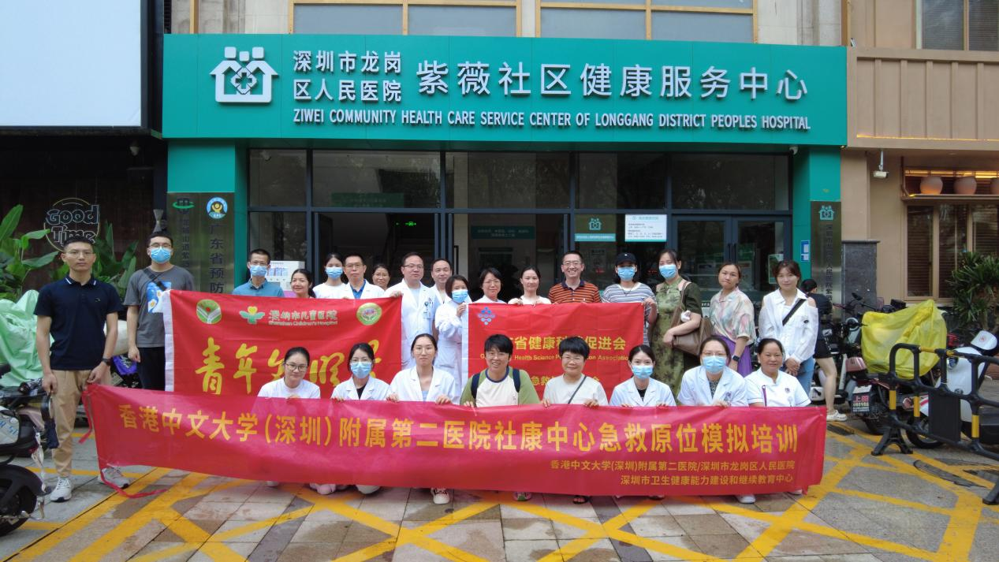 深圳市龙岗
区人民医院
紫薇社区健康服务中心
ZIWEI COMMUNITY HEALTH CARE SERVICE CENTER OF LONGGANG DISTRICT PEOPLES HOSPITAL
GOOD
Time
广东省预防
深圳市儿童医院
Shenzhen Children's Hospital
青年
省健康科 促进会
Health Science Association
急救
香港中文大学(深圳)附属第二医院社康中心急救原位模拟培训
香港中文大学(深圳)附属第二医院/深圳市龙岗区人民医院
深圳市卫生健康能力建设和继续教育中心